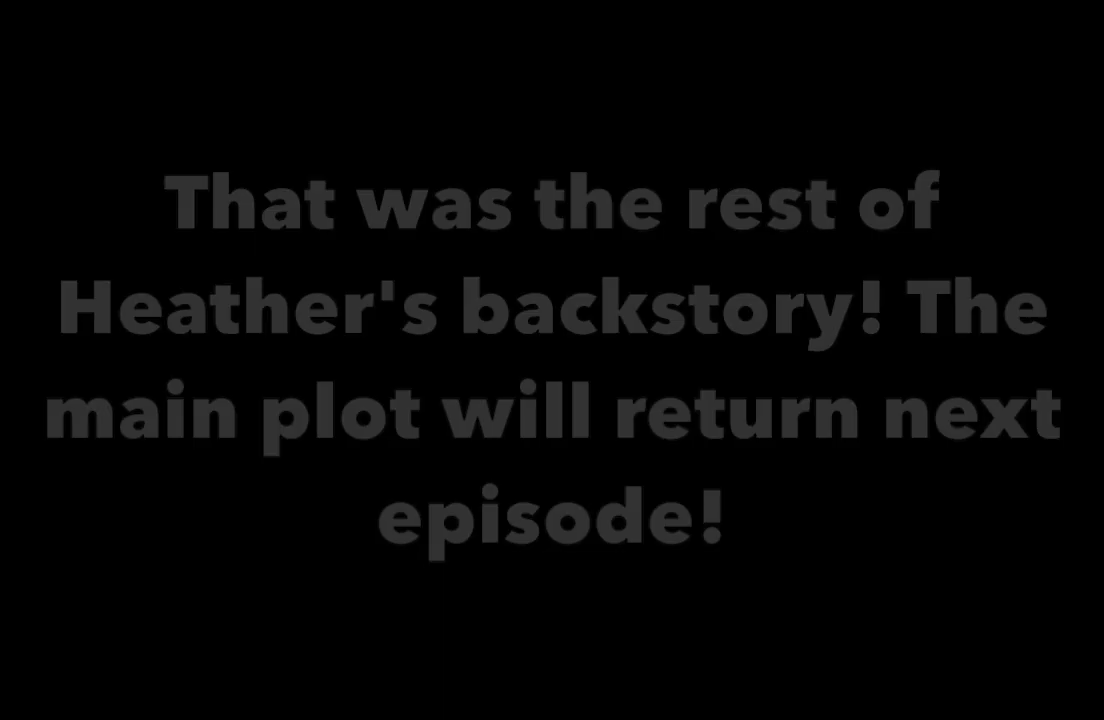 That was the rest of
Heather's backstory! The
main plot will return next
episode!